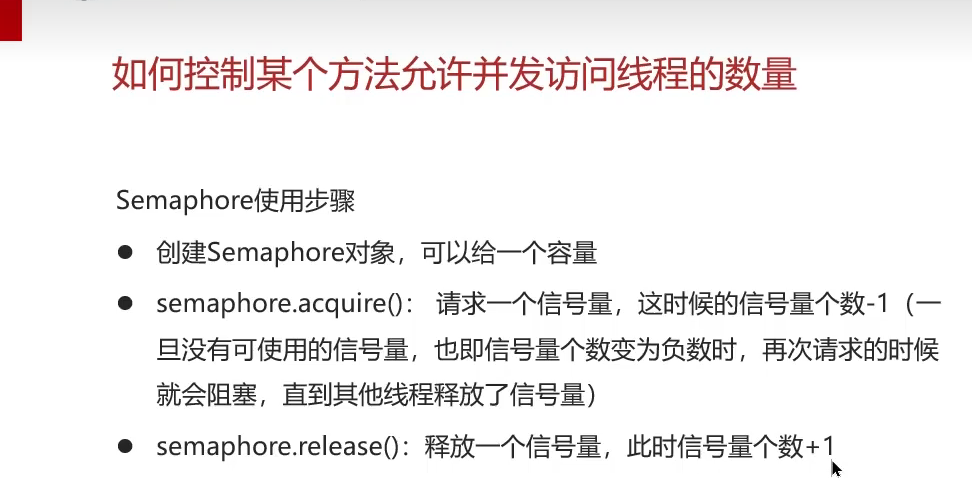 如何控制某个方法允许并发访问线程的数量
Semaphore使用步骤
● 创建Semaphore对象，可以给一个容量
● semaphore.acquire()： 请求一个信号量，这时候的信号量个数-1（一
旦没有可使用的信号量，也即信号量个数变为负数时，再次请求的时候
就会阻塞，直到其他线程释放了信号量）
● semaphore.release()：释放一个信号量，此时信号量个数+1